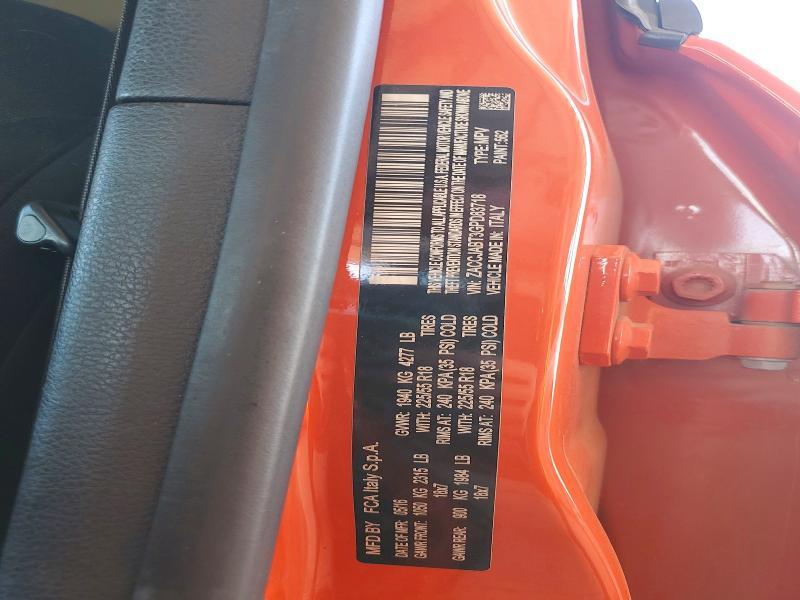 MFD BY FCA Italy S.p.A.
DATE OF MFR: 05/16 GVWR: 1940 KG 4277 LB
GAWR FRONT: 1050 KG 2315 LB WITH: 225/55 R18 TIRES
18x7 RIMS AT: 240 KPA(35 PSI) COLD
GAWR REAR: 900 KG 1984 LB WITH: 225/55 R18 TIRES
18x7 RIMS AT: 240 KPA(35 PSI) COLD
THIS VEHICLE CONFORMS TO ALL APPLICABLE U.S.A. FEDERAL MOTOR VEHICLE SAFETY AND
THEFT PREVENTION STANDARDS IN EFFECT ON THE DATE OF MANUFACTURE SHOWN ABOVE
VIN: ZACCJABT3GPD83718 TYPE: MPV
VEHICLE MADE IN: ITALY PAINT: 562